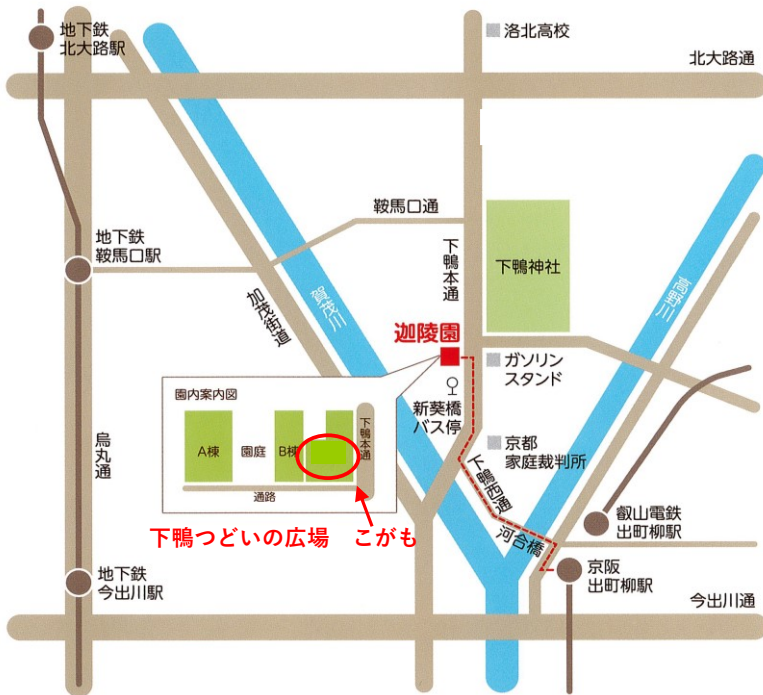 地下鉄
北大路駅
洛北高校
北大路通
鞍馬口通
地下鉄
鞍馬口駅
下鴨本通
下鴨神社
加茂街道
賀茂川
高野川
迦陵園
ガソリン
スタンド
新葵橋
バス停
園内案内図
A棟
園庭
B棟
下鴨本通
通路
烏丸通
京都
家庭裁判所
下鴨西通
下鴨つどいの広場 こがも
河合橋
叡山電鉄
出町柳駅
地下鉄
今出川駅
京阪
出町柳駅
今出川通